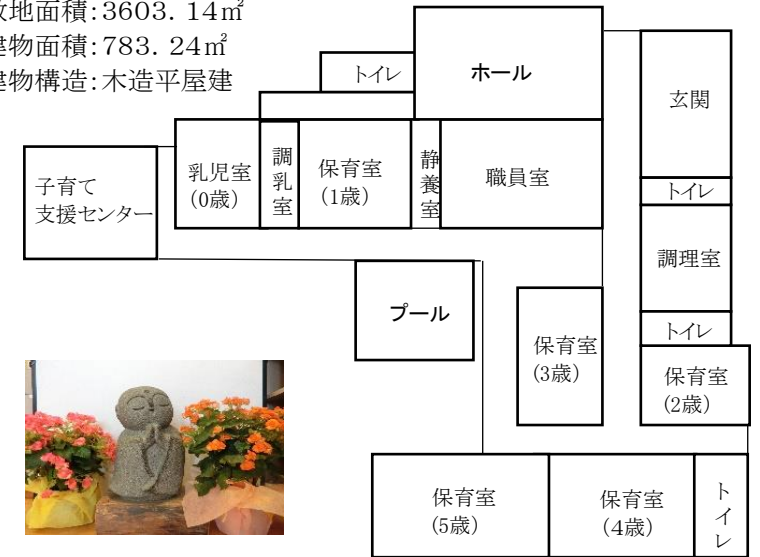 敷地面積:3603.14㎡
建物面積:783.24㎡
建物構造:木造平屋建
トイレ
ホール
玄関
子育て
支援センター
乳児室
(0歳)
調乳室
保育室
(1歳)
静養室
職員室
トイレ
調理室
トイレ
プール
保育室
(3歳)
保育室
(2歳)
保育室
(5歳)
保育室
(4歳)
トイレ